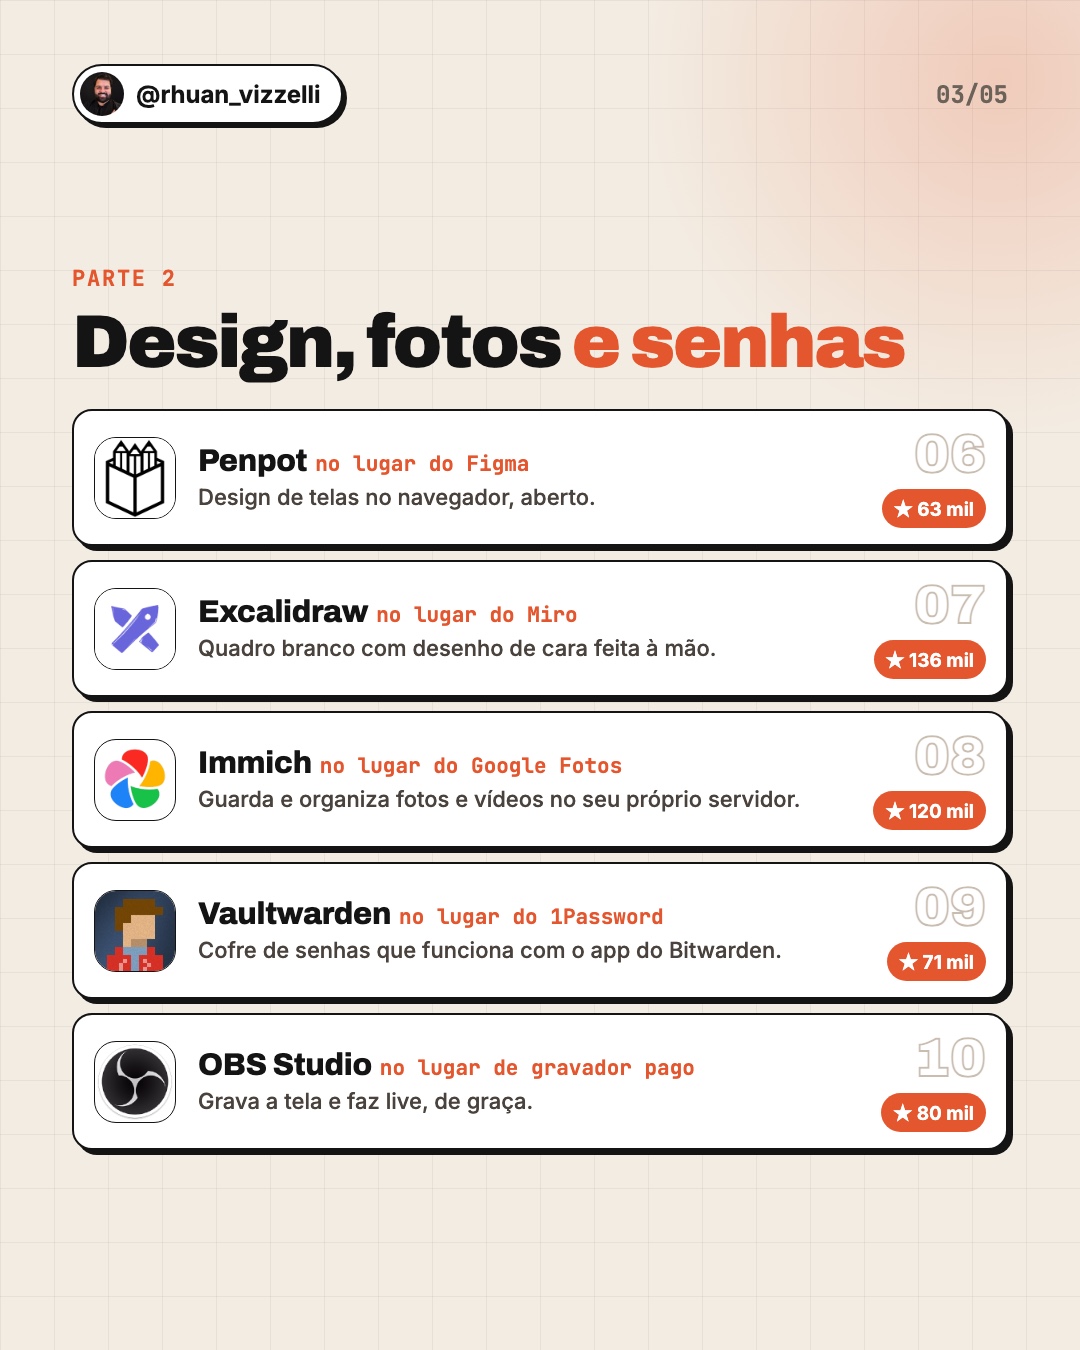 @rhuan_vizzelli
03/05
PARTE 2
Design, fotos e senhas
Penpot no lugar do Figma
Design de telas no navegador, aberto.
06
★ 63 mil
Excalidraw no lugar do Miro
Quadro branco com desenho de cara feita à mão.
07
★ 136 mil
Immich no lugar do Google Fotos
Guarda e organiza fotos e vídeos no seu próprio servidor.
08
★ 120 mil
Vaultwarden no lugar do 1Password
Cofre de senhas que funciona com o app do Bitwarden.
09
★ 71 mil
OBS Studio no lugar de gravador pago
Grava a tela e faz live, de graça.
10
★ 80 mil